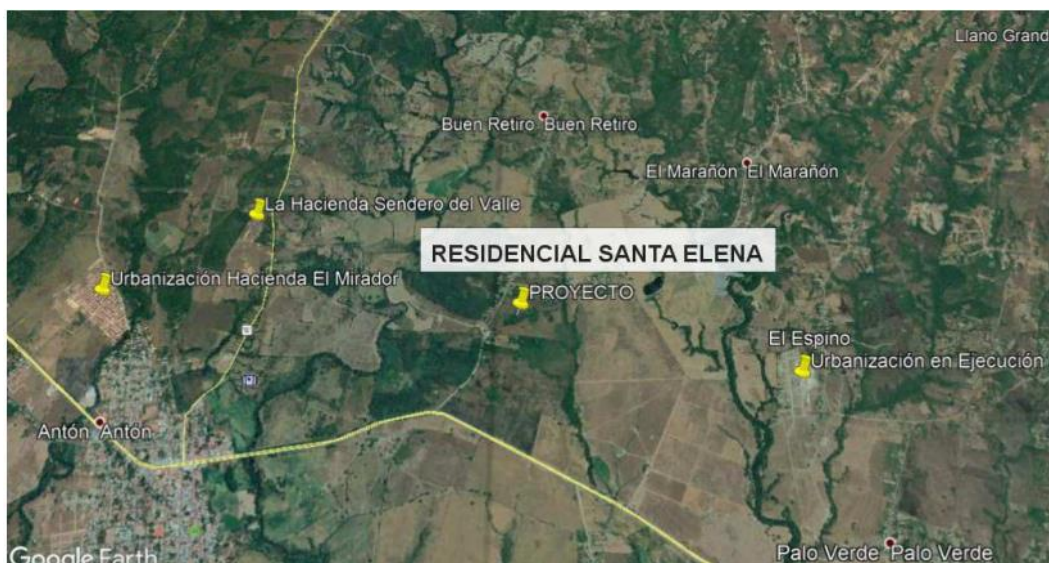 Llano Grand
Buen Retiro Buen Retiro
El Marañón El Marañón
La Hacienda Sendero del Valle
RESIDENCIAL SANTA ELENA
Urbanización Hacienda El Mirador
PROYECTO
El Espino
Urbanización en Ejecución
Antón Antón
Palo Verde Palo Verde
Google Earth